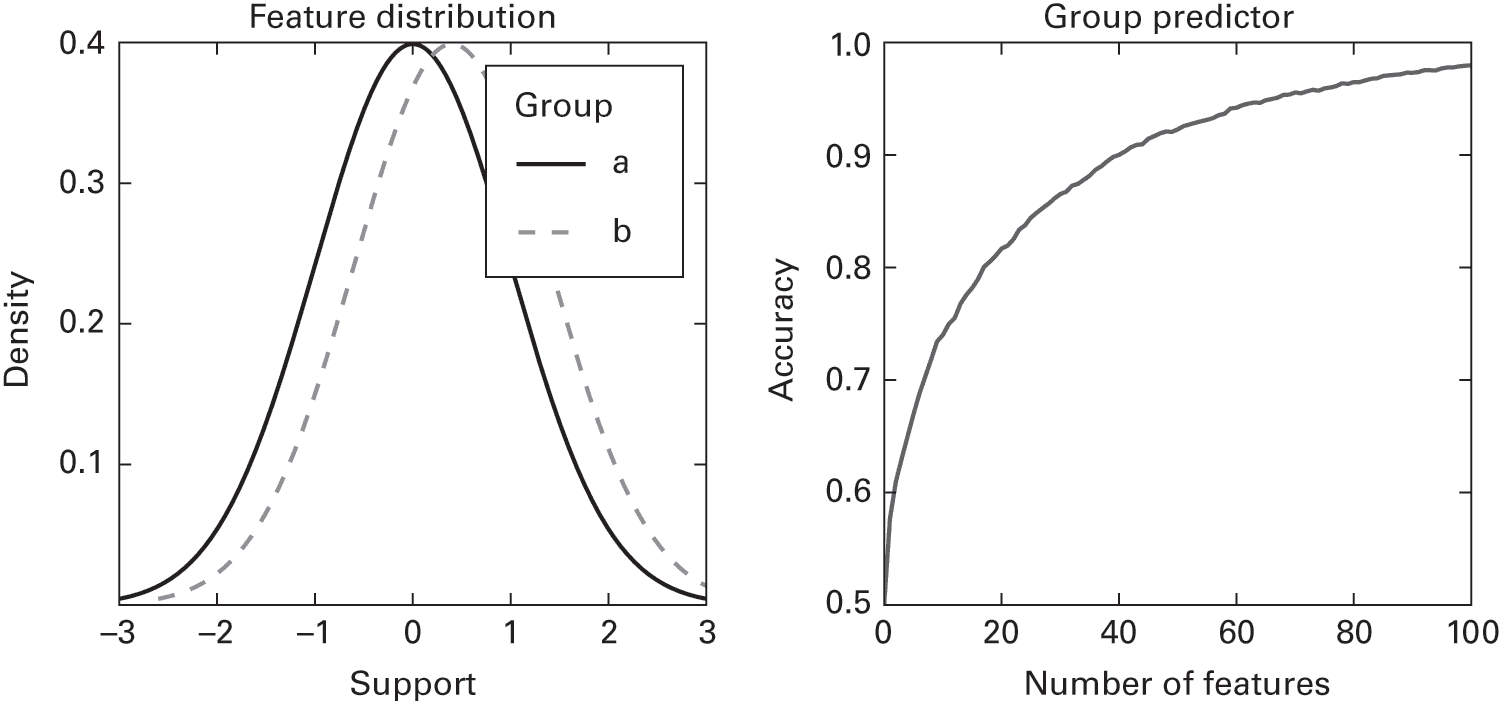 Feature distribution
0.4
0.3
0.2
0.1
Density
–3 –2 –1 0 1 2 3
Support
Group
a
b
Group predictor
1.0
0.9
0.8
0.7
0.6
0.5
Accuracy
0 20 40 60 80 100
Number of features